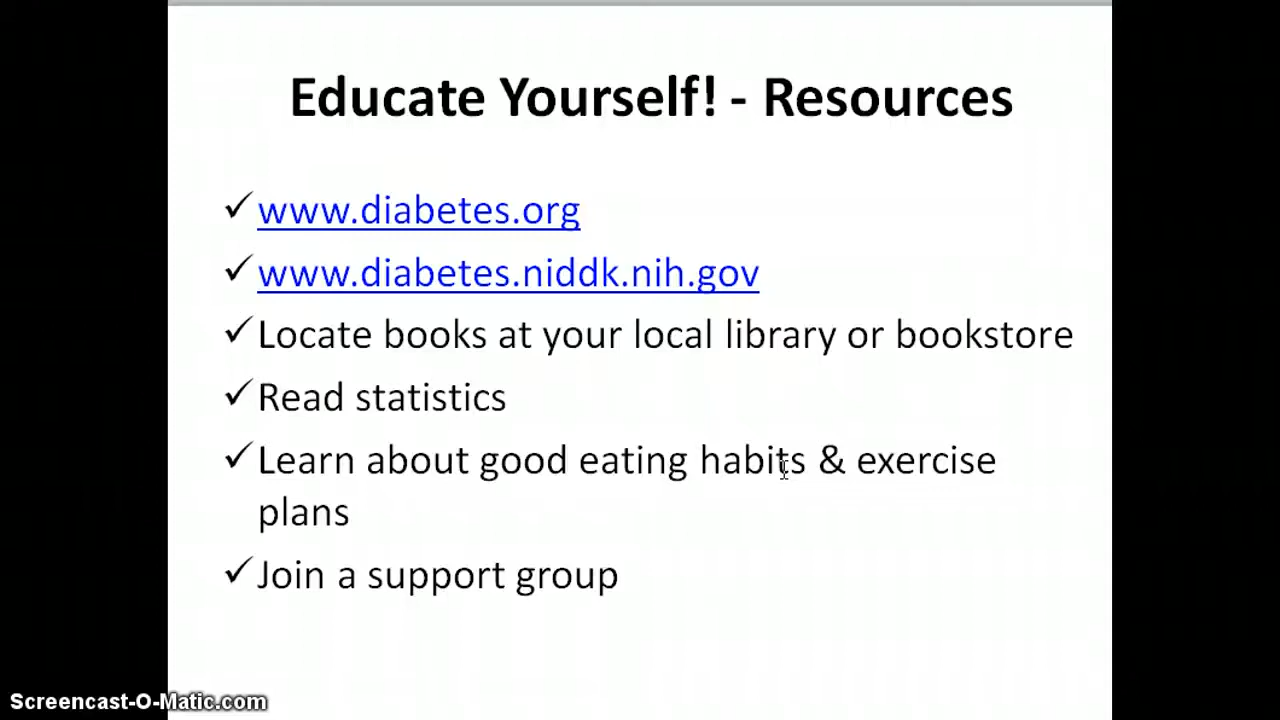 Educate Yourself! - Resources
✓ www.diabetes.org
✓ www.diabetes.niddk.nih.gov
✓ Locate books at your local library or bookstore
✓ Read statistics
✓ Learn about good eating habits & exercise
plans
✓ Join a support group
Screencast-O-Matic.com